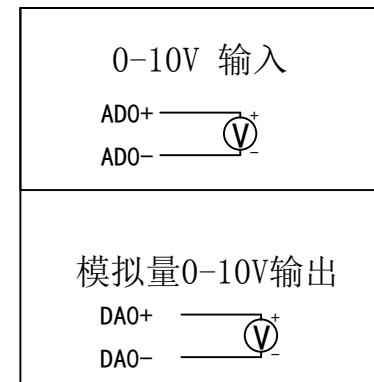 0-10V 输入
AD0+
+
V
AD0-
-
模拟量0-10V输出
DA0+
+
V
DA0-
-